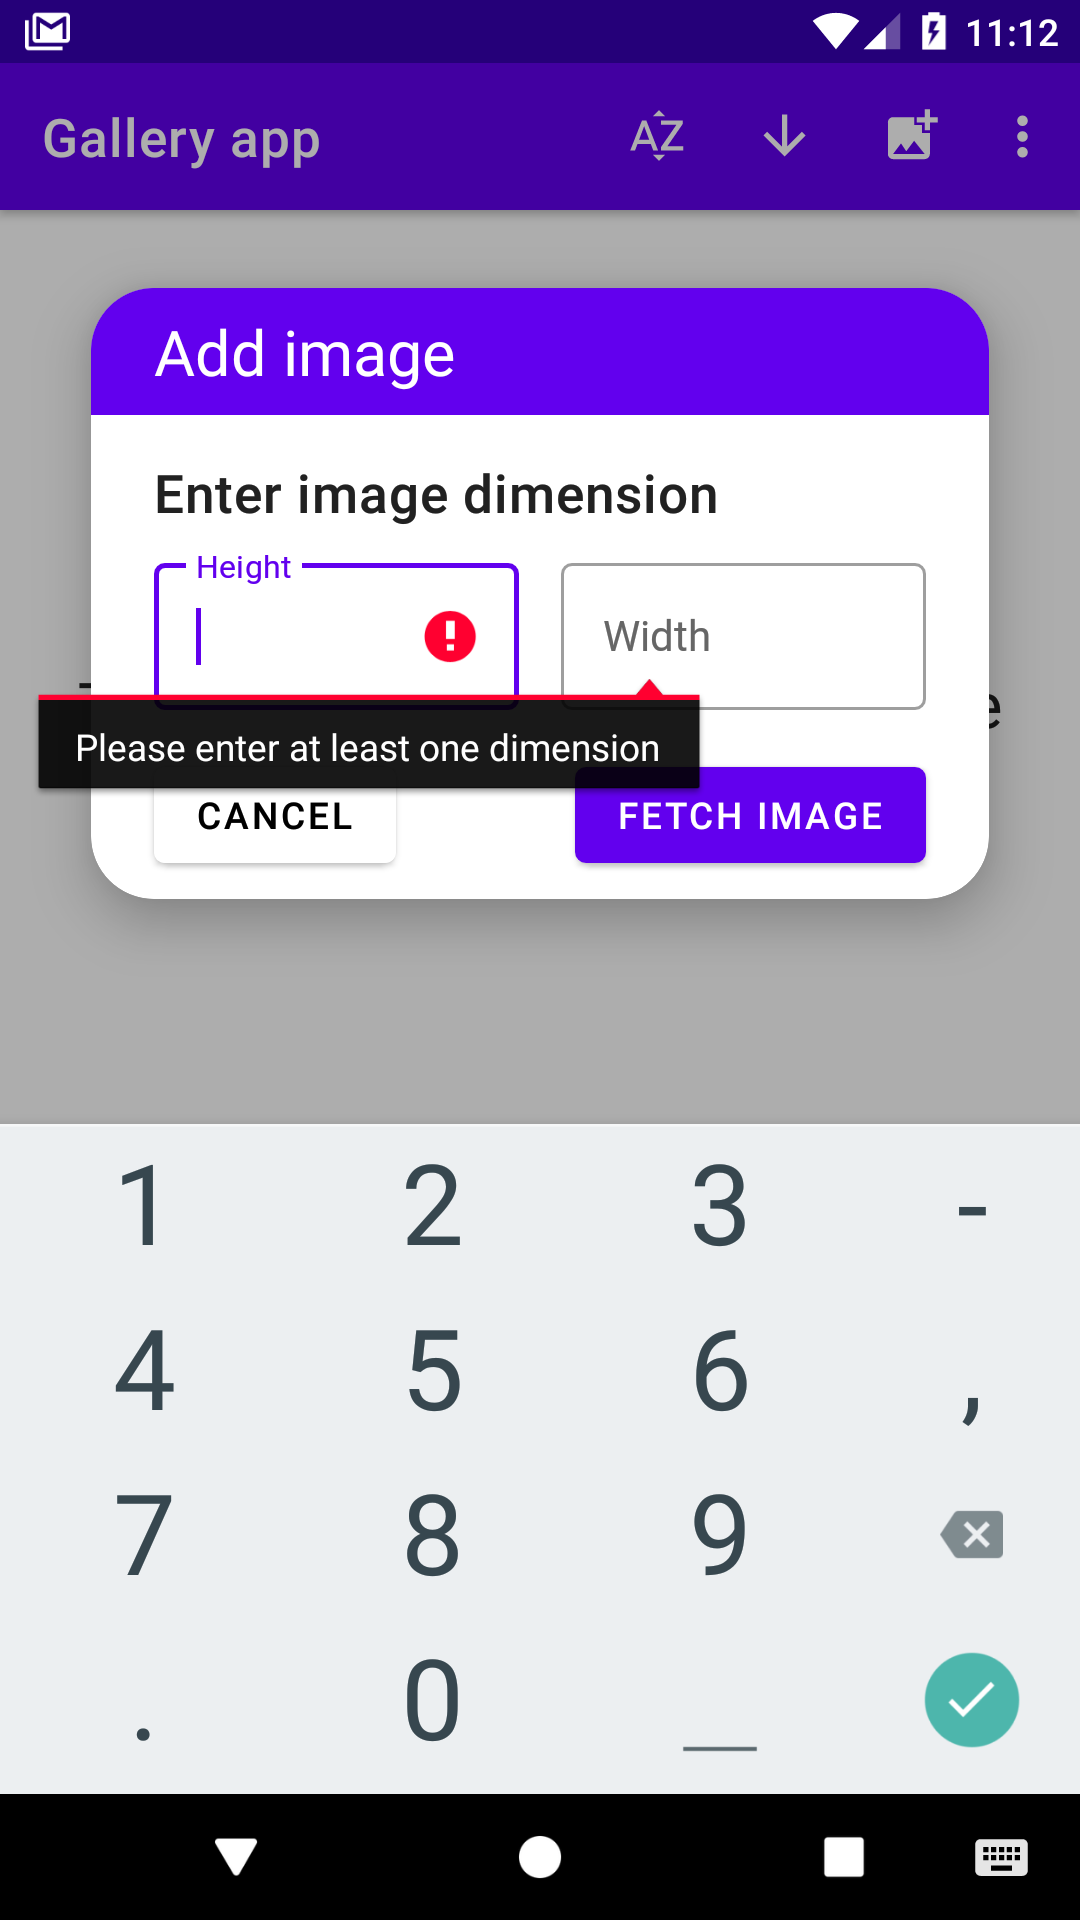 11:12
Gallery app
AZ
Add image
Enter image dimension
Height
Width
Please enter at least one dimension
CANCEL
FETCH IMAGE
1 2 3 -
4 5 6 ,
7 8 9
. 0 _